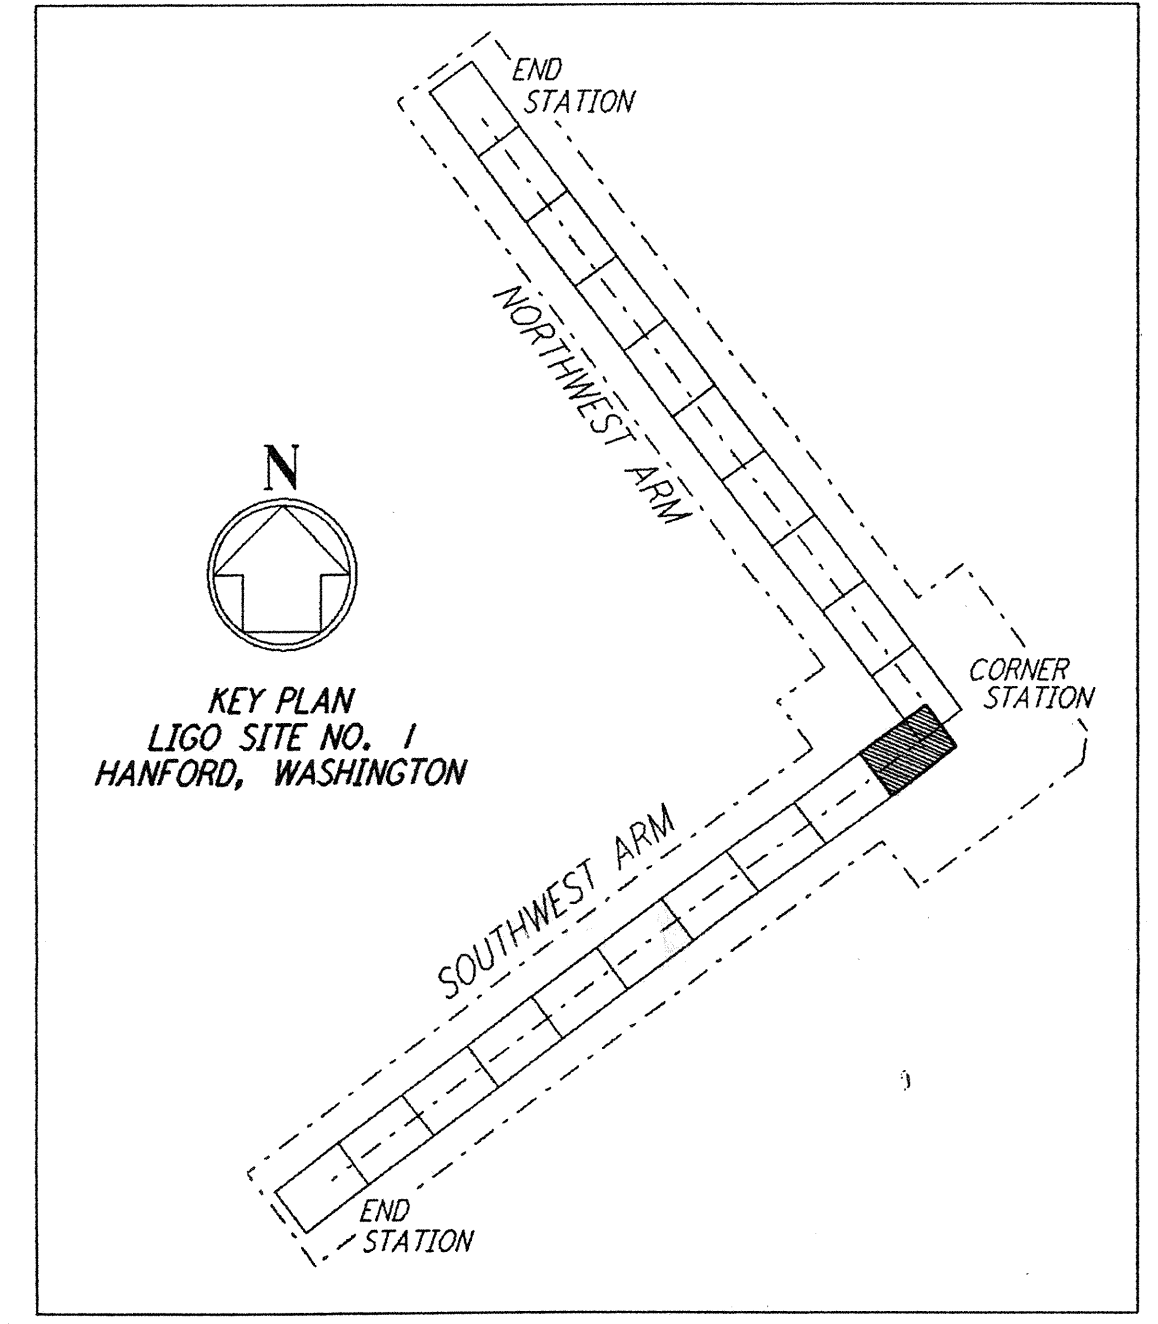 END
STATION
NORTHWEST ARM
N
CORNER
STATION
KEY PLAN
LIGO SITE NO. 1
HANFORD, WASHINGTON
SOUTHWEST ARM
END
STATION